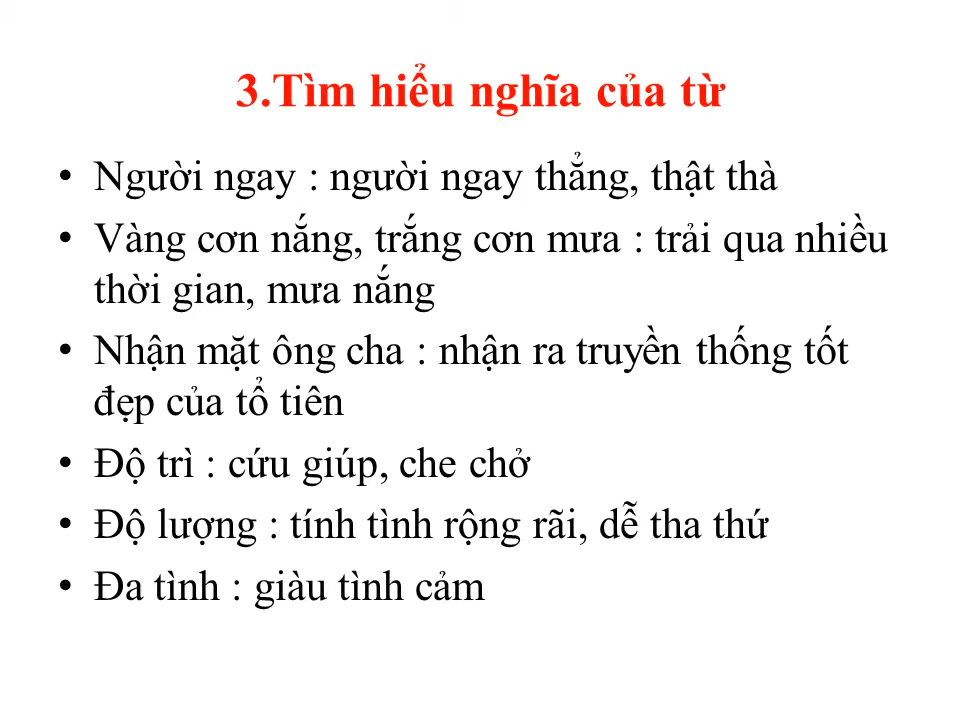 3.Tìm hiểu nghĩa của từ
• Người ngay : người ngay thẳng, thật thà
• Vàng cơn nắng, trắng cơn mưa : trải qua nhiều
thời gian, mưa nắng
• Nhận mặt ông cha : nhận ra truyền thống tốt
đẹp của tổ tiên
• Độ trì : cứu giúp, che chở
• Độ lượng : tính tình rộng rãi, dễ tha thứ
• Đa tình : giàu tình cảm